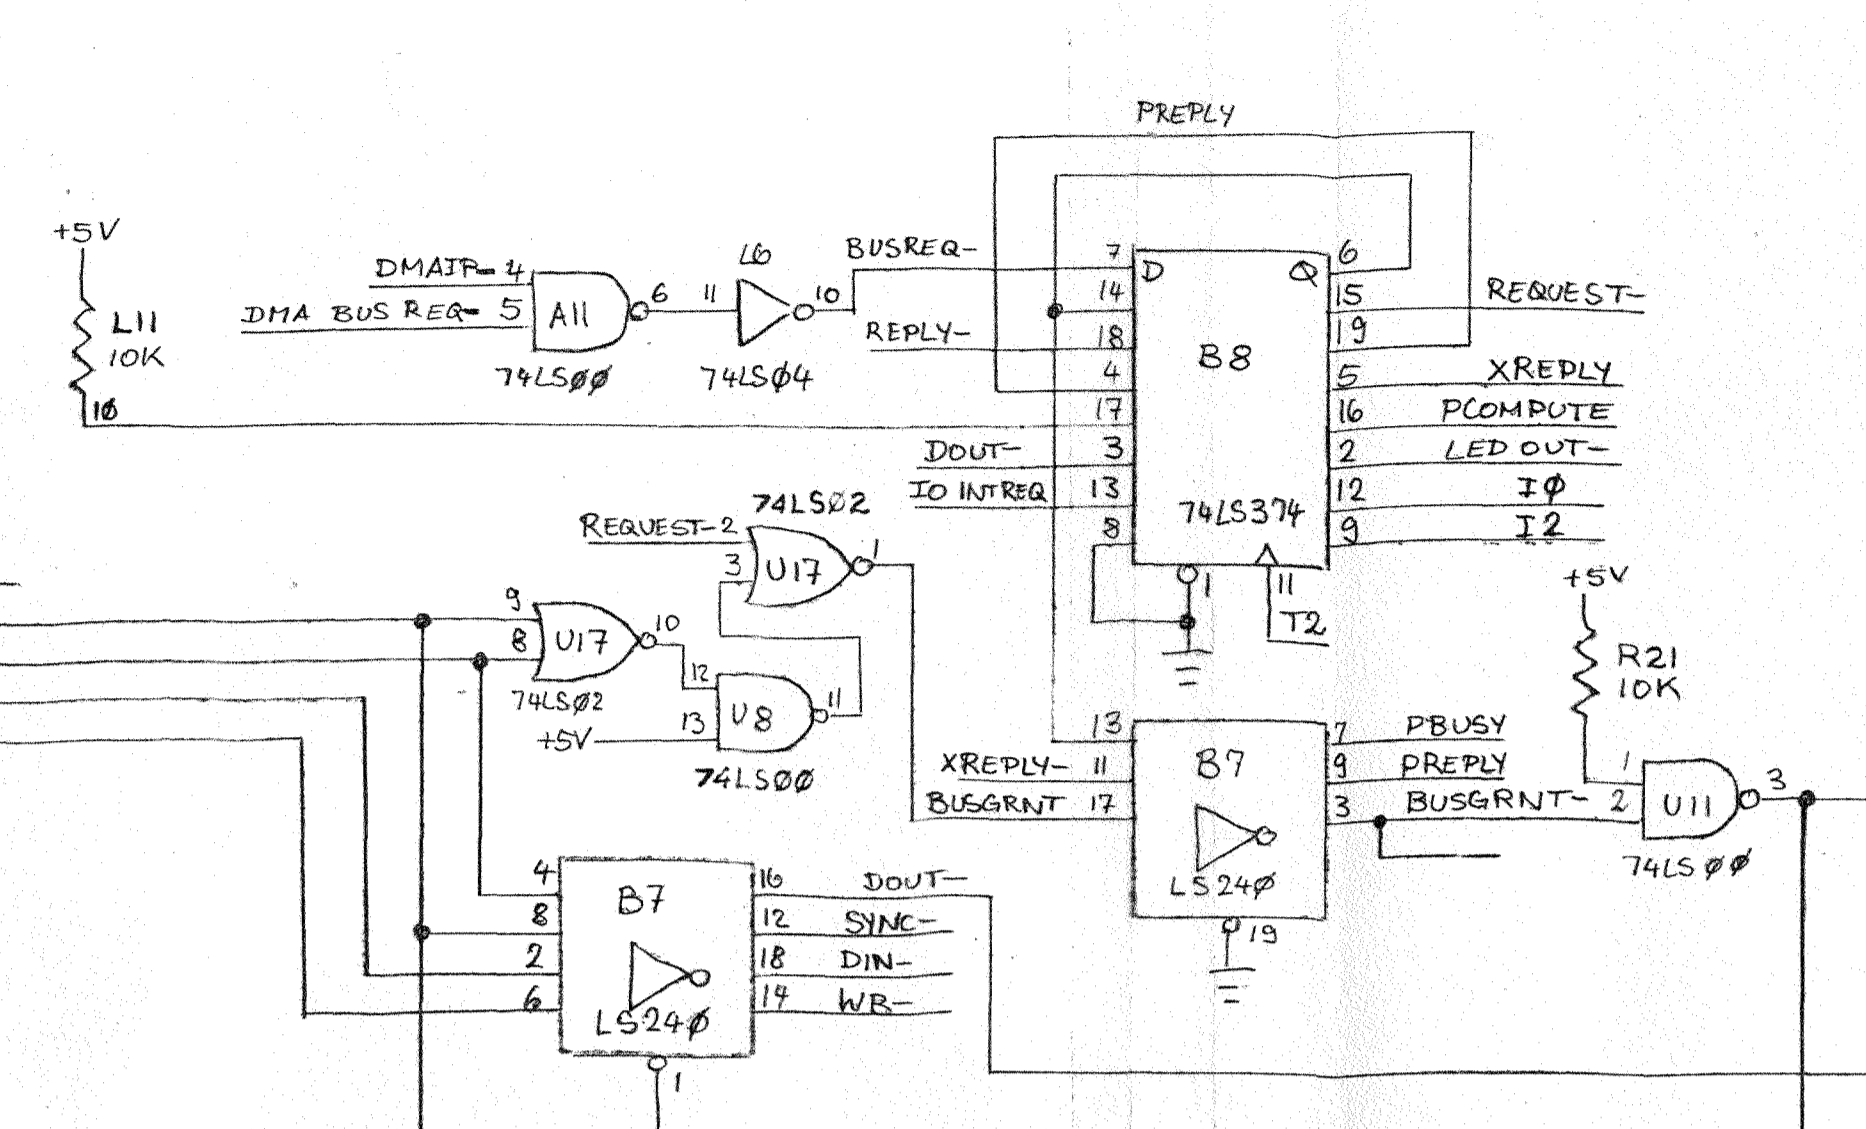 PREPLY
+5V
L11
10K
10
DMAIP- 4
DMA BUS REQ- 5
A11
6
74LS00
L6
11
10
74LS04
BUSREQ-
REPLY-
7
14
18
4
17
DOUT- 3
IO INTREQ 13
8
D
Q
B8
74LS374
1
11
T2
6
15 REQUEST-
19
5 XREPLY
16 PCOMPUTE
2 LED OUT-
12 I0
9 I2
74LS02
REQUEST- 2
3
U17
1
9
8
U17
10
74LS02
12
13
+5V
U8
11
74LS00
+5V
R21
10K
13
XREPLY- 11
BUSGRNT 17
B7
LS240
19
7 PBUSY
9 PREPLY
3 BUSGRNT-
1
2
U11
3
74LS00
4
8
2
6
B7
LS240
1
16 DOUT-
12 SYNC-
18 DIN-
14 WB-